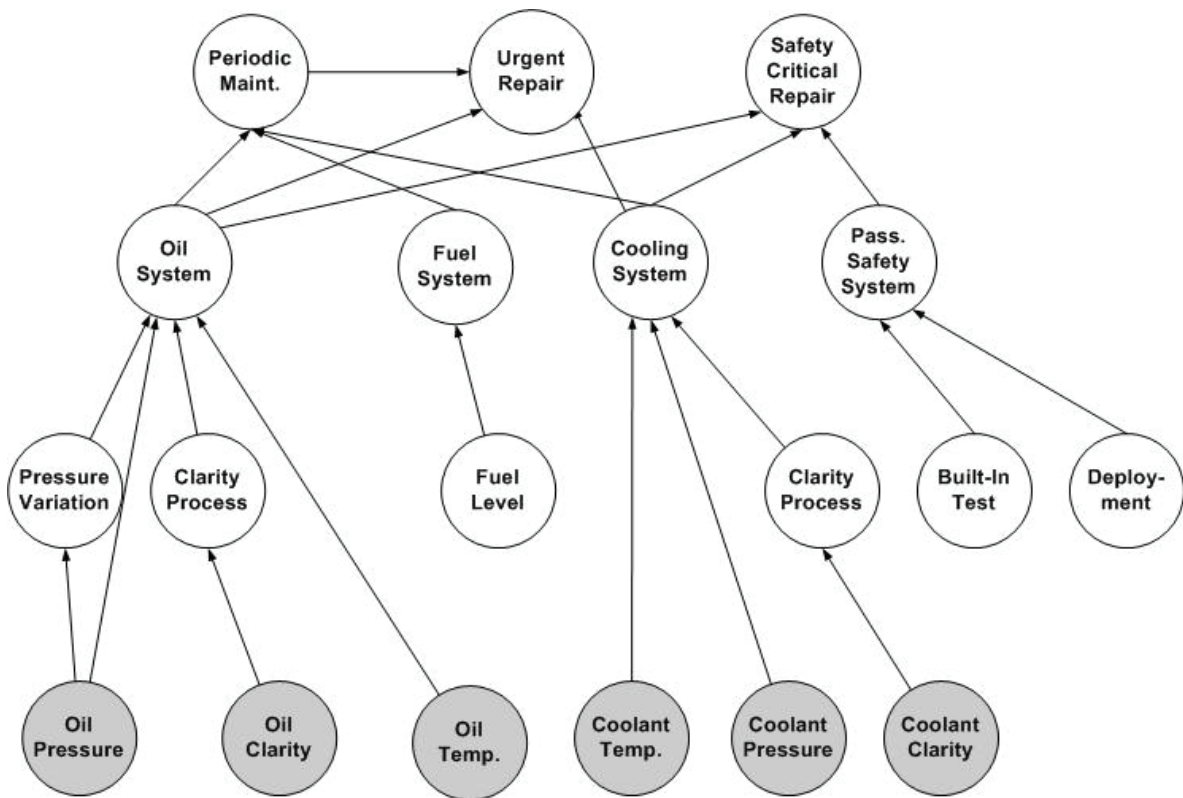 Periodic
Maint.
Urgent
Repair
Safety
Critical
Repair
Oil
System
Fuel
System
Cooling
System
Pass.
Safety
System
Pressure
Variation
Clarity
Process
Fuel
Level
Clarity
Process
Built-In
Test
Deploy-
ment
Oil
Pressure
Oil
Clarity
Oil
Temp.
Coolant
Temp.
Coolant
Pressure
Coolant
Clarity